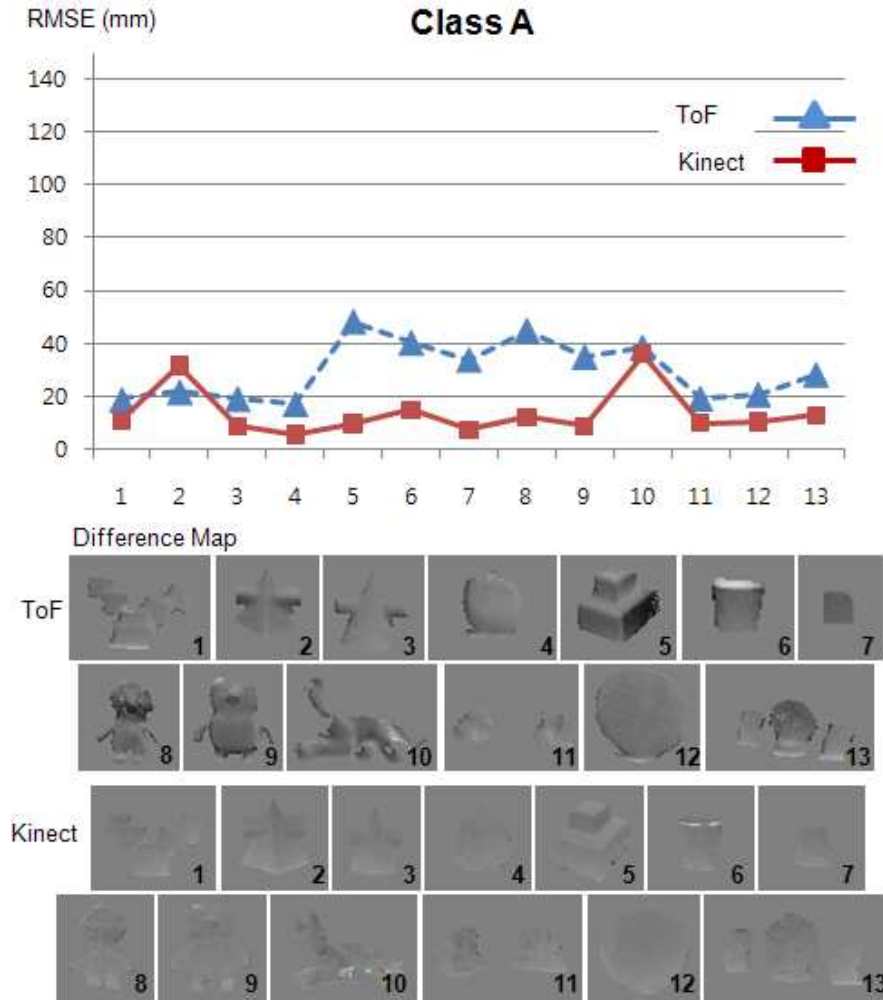 RMSE (mm)
Class A
140
120
100
80
60
40
20
0
ToF
Kinect
1 2 3 4 5 6 7 8 9 10 11 12 13
Difference Map
ToF
1 2 3 4 5 6 7
8 9 10 11 12 13
Kinect
1 2 3 4 5 6 7
8 9 10 11 12 13